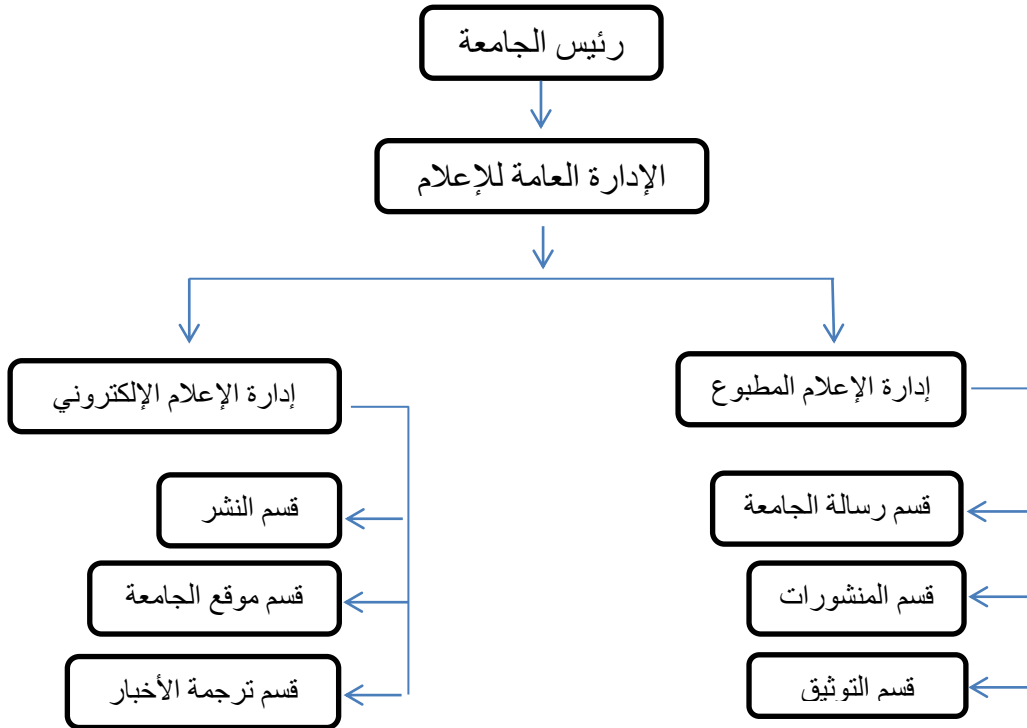 رئيس الجامعة
الإدارة العامة للإعلام
إدارة الإعلام المطبوع
إدارة الإعلام الإلكتروني
قسم رسالة الجامعة
قسم النشر
قسم المنشورات
قسم موقع الجامعة
قسم التوثيق
قسم ترجمة الأخبار